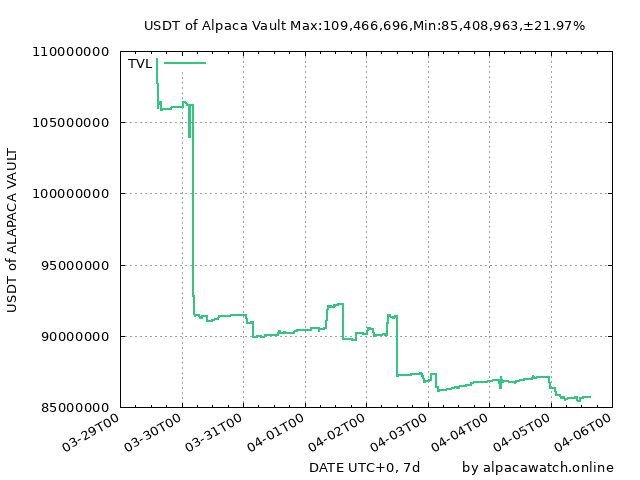 USDT of Alpaca Vault Max:109,466,696,Min:85,408,963,±21.97%
TVL
110000000
105000000
100000000
95000000
90000000
85000000
USDT of ALAPACA VAULT
03-29T00
03-30T00
03-31T00
04-01T00
04-02T00
04-03T00
04-04T00
04-05T00
04-06T00
DATE UTC+0, 7d
by alpacawatch.online